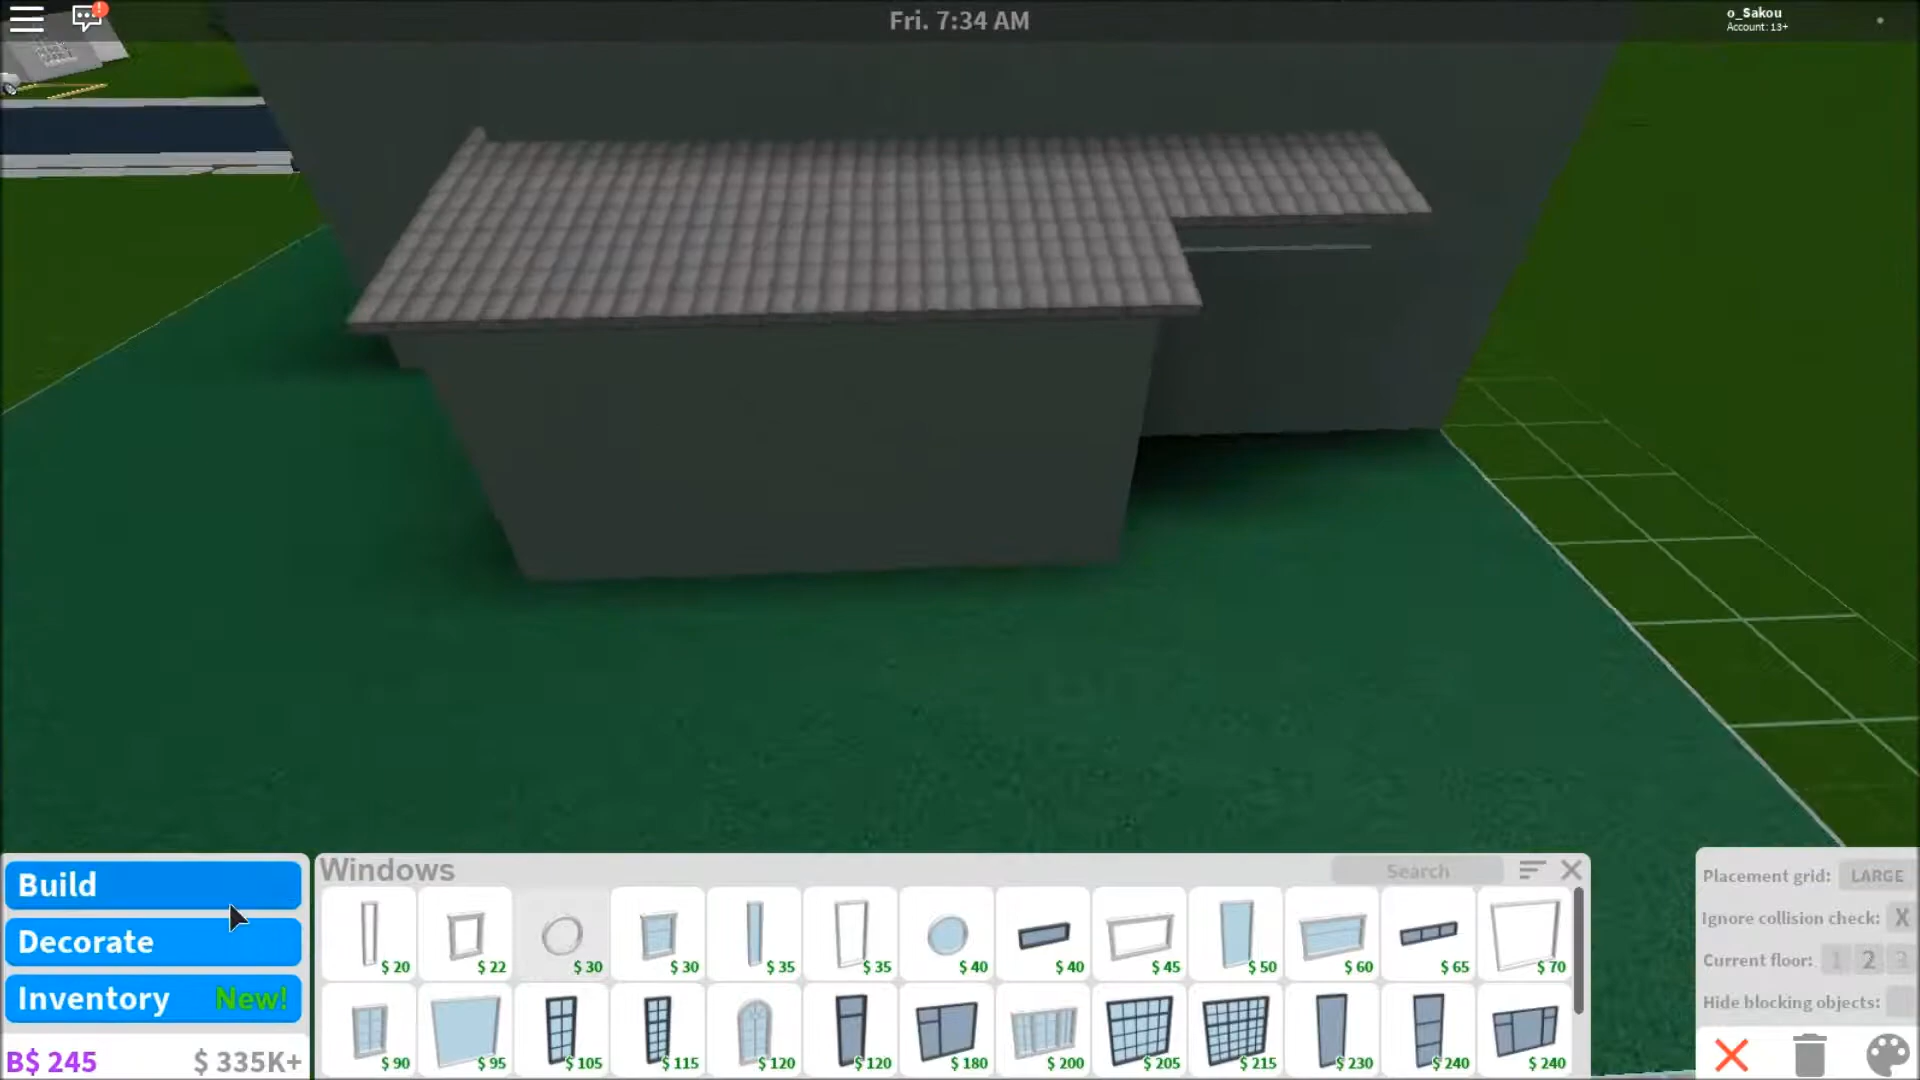 Fri. 7:34 AM
o_Sakou
Account: 13+
Build
Decorate
Inventory New!
B$ 245 $ 335K+
Windows
Search
$ 20 $ 22 $ 30 $ 30 $ 35 $ 35 $ 40 $ 40 $ 45 $ 50 $ 60 $ 65 $ 70
$ 90 $ 95 $ 105 $ 115 $ 120 $ 120 $ 180 $ 200 $ 205 $ 215 $ 230 $ 240 $ 240
Placement grid: LARGE
Ignore collision check: X
Current floor: 1 2 3
Hide blocking objects: